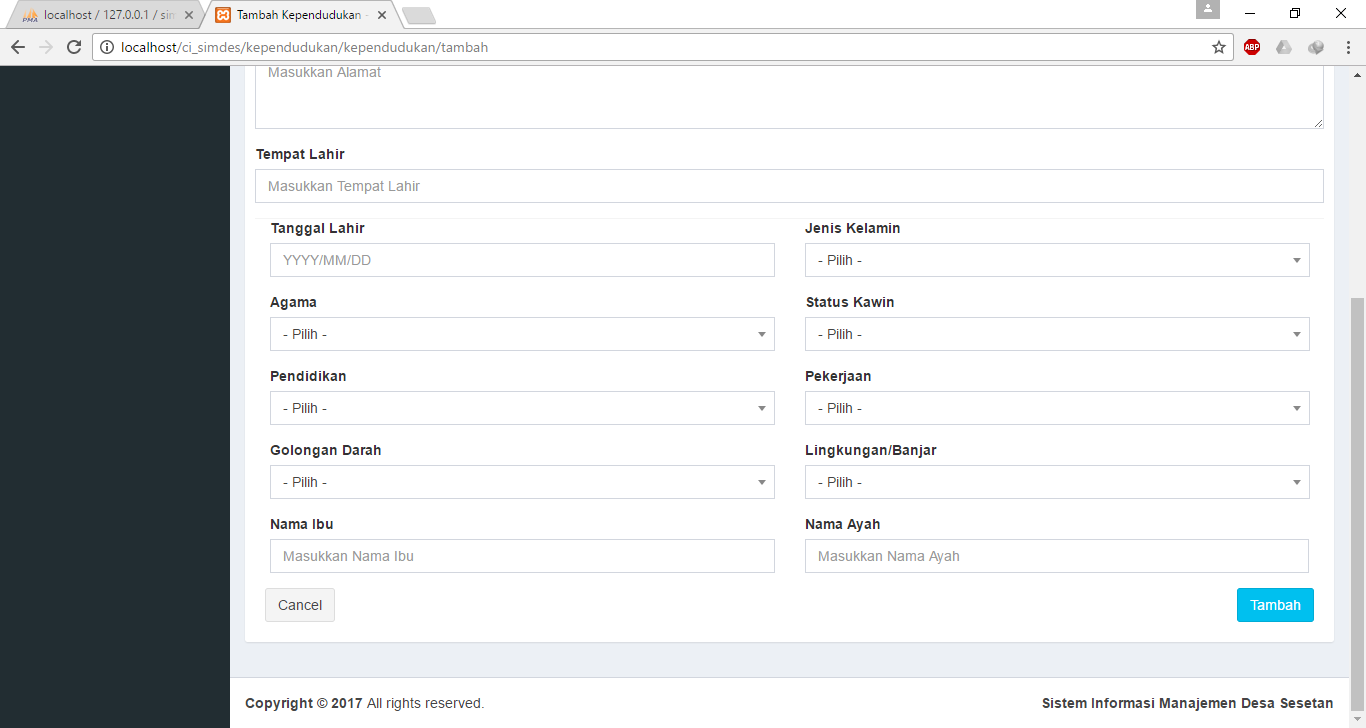 PMA localhost / 127.0.0.1 / sim
Tambah Kependudukan -
localhost/ci_simdes/kependudukan/kependudukan/tambah
ABP
Masukkan Alamat
Tempat Lahir
Masukkan Tempat Lahir
Tanggal Lahir Jenis Kelamin
YYYY/MM/DD - Pilih -
Agama Status Kawin
- Pilih - - Pilih -
Pendidikan Pekerjaan
- Pilih - - Pilih -
Golongan Darah Lingkungan/Banjar
- Pilih - - Pilih -
Nama Ibu Nama Ayah
Masukkan Nama Ibu Masukkan Nama Ayah
Cancel Tambah
Copyright © 2017 All rights reserved. Sistem Informasi Manajemen Desa Sesetan